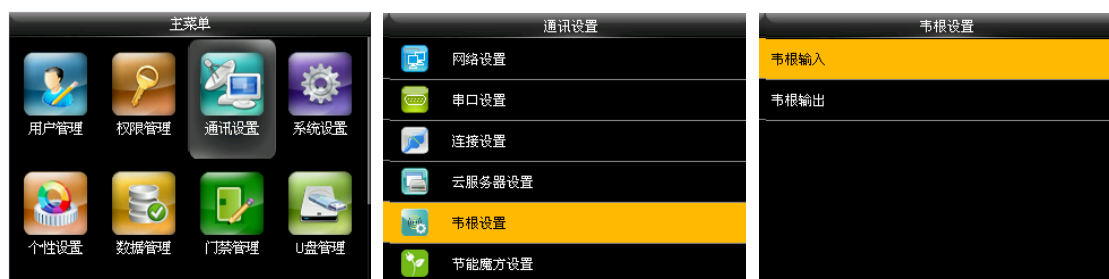 主菜单
用户管理
权限管理
通讯设置
系统设置
个性设置
数据管理
门禁管理
U盘管理
通讯设置
网络设置
串口设置
连接设置
云服务器设置
韦根设置
节能魔方设置
韦根设置
韦根输入
韦根输出